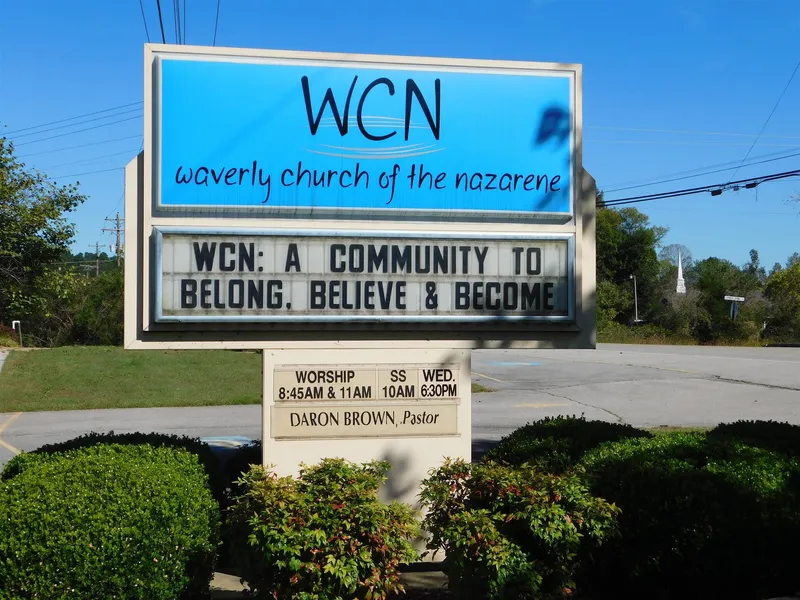 WCN
waverly church of the nazarene
WCN: A COMMUNITY TO
BELONG. BELIEVE & BECOME
WORSHIP SS WED.
8:45AM & 11AM 10AM 6:30PM
DARON BROWN, Pastor